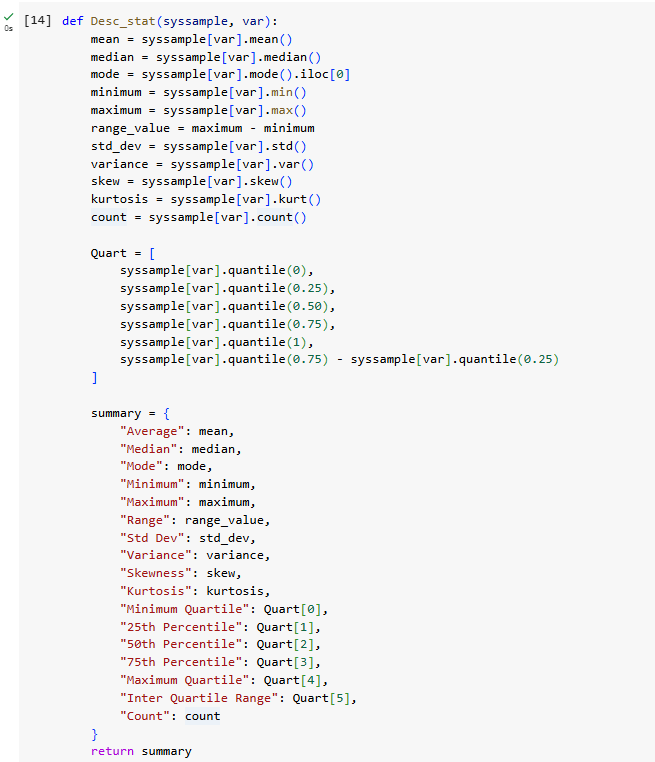 [14] def Desc_stat(syssample, var):
    mean = syssample[var].mean()
    median = syssample[var].median()
    mode = syssample[var].mode().iloc[0]
    minimum = syssample[var].min()
    maximum = syssample[var].max()
    range_value = maximum - minimum
0s
    std_dev = syssample[var].std()
    variance = syssample[var].var()
    skew = syssample[var].skew()
    kurtosis = syssample[var].kurt()
    count = syssample[var].count()

    Quart = [
        syssample[var].quantile(0),
        syssample[var].quantile(0.25),
        syssample[var].quantile(0.50),
        syssample[var].quantile(0.75),
        syssample[var].quantile(1),
        syssample[var].quantile(0.75) - syssample[var].quantile(0.25)
    ]

    summary = {
        "Average": mean,
        "Median": median,
        "Mode": mode,
        "Minimum": minimum,
        "Maximum": maximum,
        "Range": range_value,
        "Std Dev": std_dev,
        "Variance": variance,
        "Skewness": skew,
        "Kurtosis": kurtosis,
        "Minimum Quartile": Quart[0],
        "25th Percentile": Quart[1],
        "50th Percentile": Quart[2],
        "75th Percentile": Quart[3],
        "Maximum Quartile": Quart[4],
        "Inter Quartile Range": Quart[5],
        "Count": count
    }
    return summary